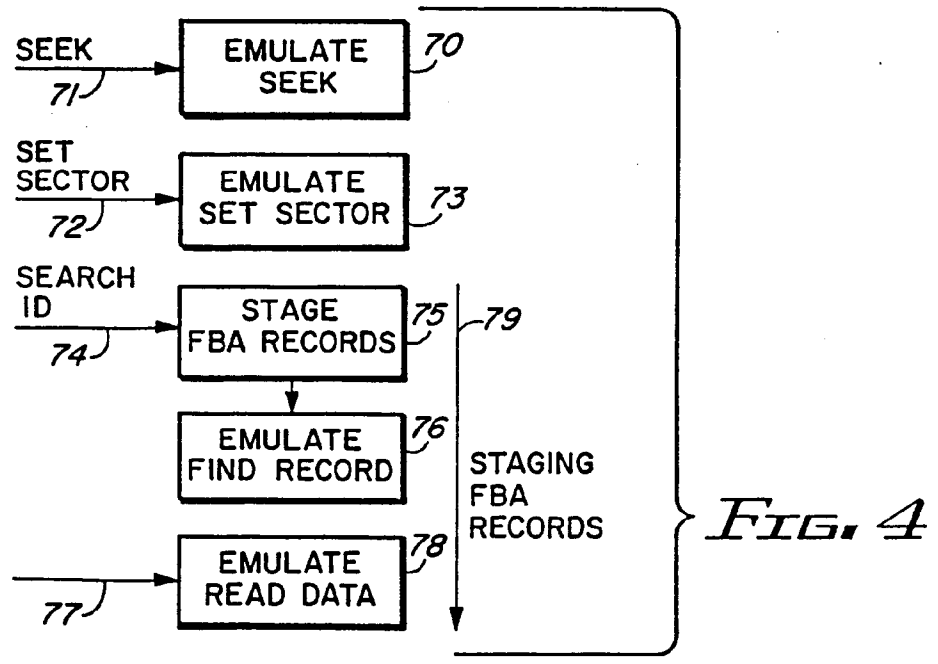 SEEK
71
EMULATE
SEEK
70
SET
SECTOR
72
EMULATE
SET SECTOR
73
SEARCH
ID
74
STAGE
FBA RECORDS
75
79
EMULATE
FIND RECORD
76
STAGING
FBA
RECORDS
77
EMULATE
READ DATA
78
FIG. 4